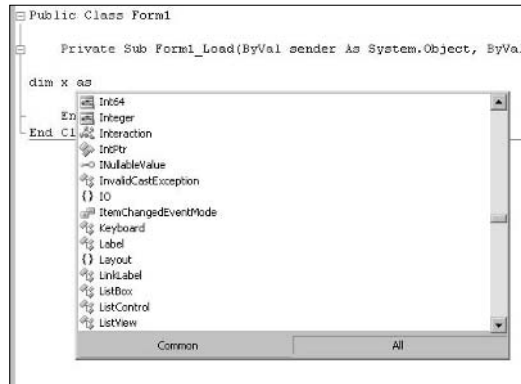 Public Class Form1
Private Sub Form1_Load(ByVal sender As System.Object, ByVal
dim x as
Int64
En
Integer
End Cl
Interaction
IntPtr
INullableValue
InvalidCastException
IO
ItemChangedEventMode
Keyboard
Label
Layout
LinkLabel
ListBox
ListControl
ListView
Common
All